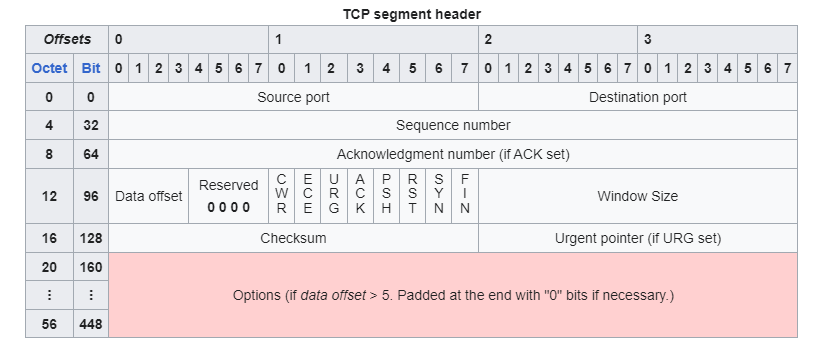 TCP segment header
Offsets 0 1 2 3
Octet Bit 0 1 2 3 4 5 6 7 0 1 2 3 4 5 6 7 0 1 2 3 4 5 6 7 0 1 2 3 4 5 6 7
0 0 Source port Destination port
4 32 Sequence number
8 64 Acknowledgment number (if ACK set)
12 96 Data offset Reserved 0 0 0 0 CWR ECE URG ACK PSH RST SYN FIN Window Size
16 128 Checksum Urgent pointer (if URG set)
20 160
⋮ ⋮ Options (if data offset > 5. Padded at the end with "0" bits if necessary.)
56 448